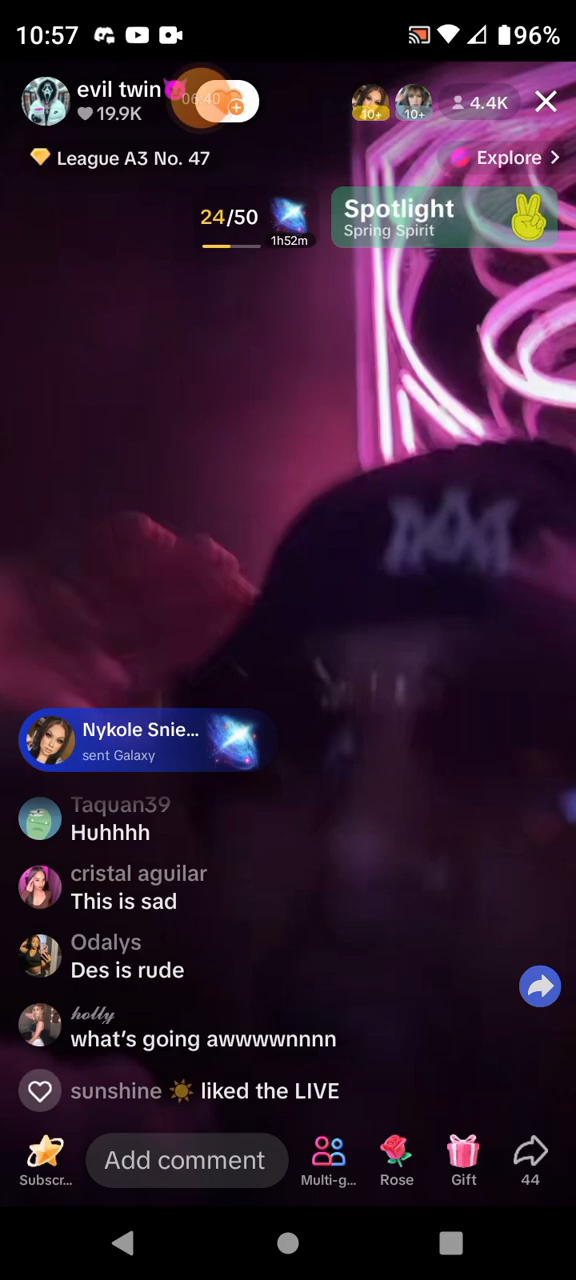 10:57
96%
evil twin😈
06:40
19.9K
10+
10+
4.4K
League A3 No. 47
Explore
24/50
1h52m
Spotlight
Spring Spirit
Nykole Snie...
sent Galaxy
Taquan39
Huhhhh
cristal aguilar
This is sad
Odalys
Des is rude
holly
what's going awwwwnnnn
sunshine ☀️ liked the LIVE
Add comment
Subscr...
Multi-g...
Rose
Gift
44